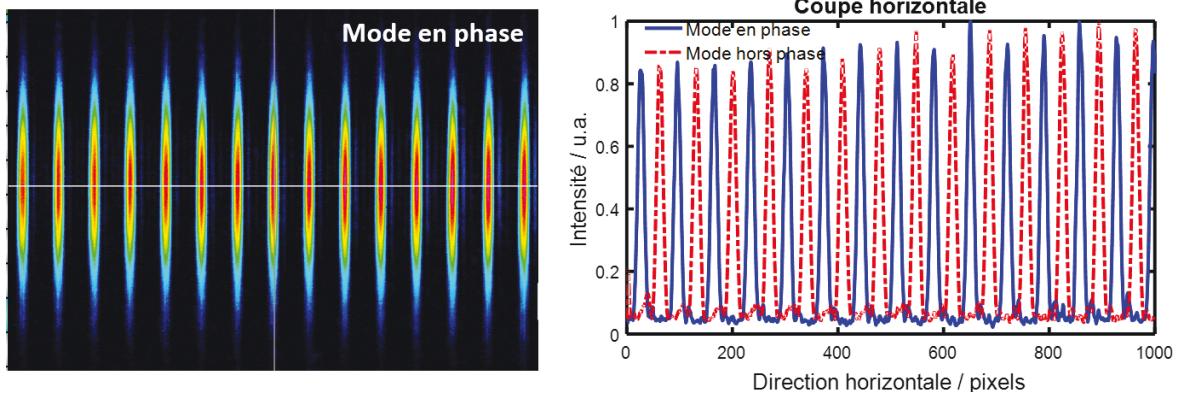 Mode en phase
Coupe horizontale
Mode en phase
Mode hors phase
Intensité / u.a.
1
0.8
0.6
0.4
0.2
0
0
200
400
600
800
1000
Direction horizontale / pixels